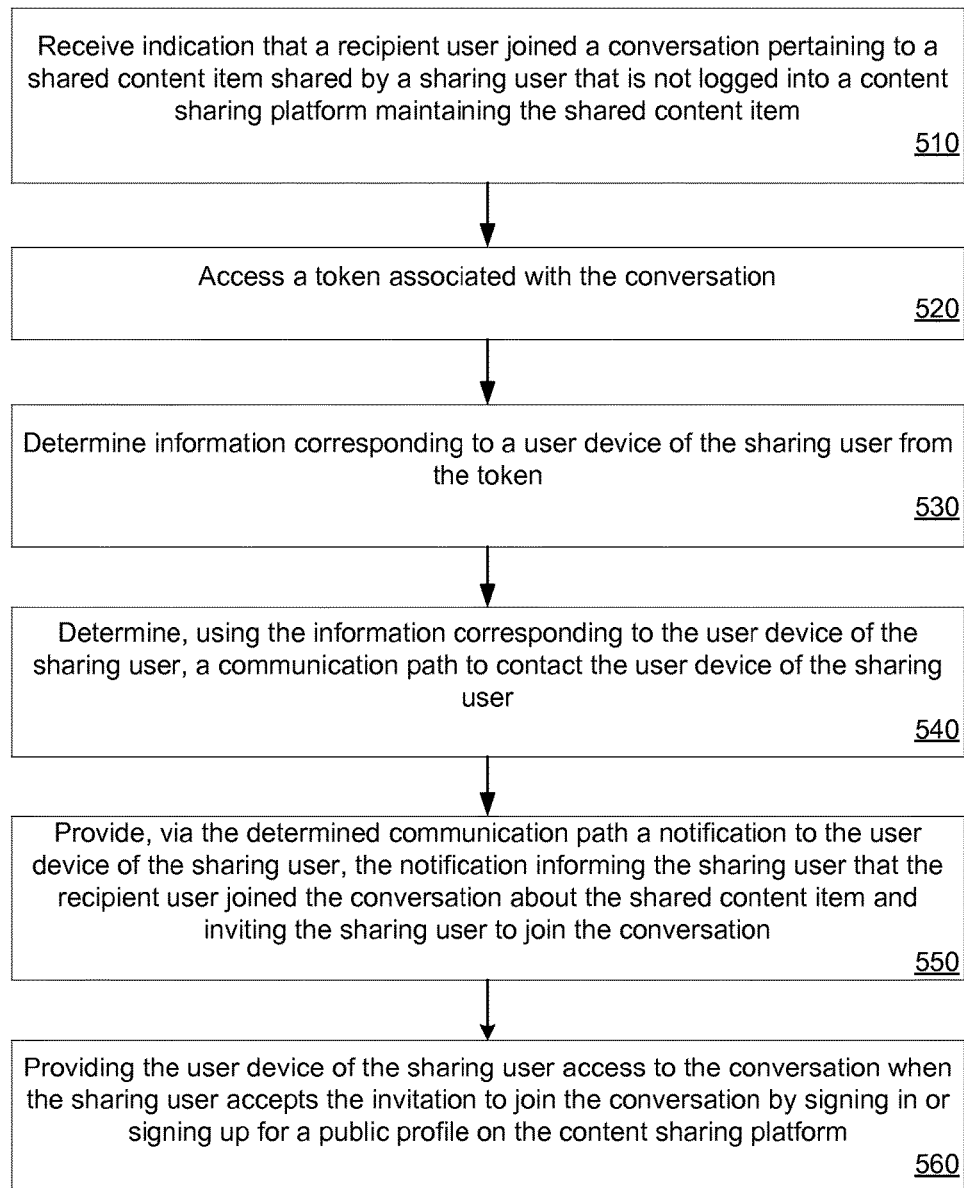 Receive indication that a recipient user joined a conversation pertaining to a
shared content item shared by a sharing user that is not logged into a content
sharing platform maintaining the shared content item
510
Access a token associated with the conversation
520
Determine information corresponding to a user device of the sharing user from
the token
530
Determine, using the information corresponding to the user device of the
sharing user, a communication path to contact the user device of the sharing
user
540
Provide, via the determined communication path a notification to the user
device of the sharing user, the notification informing the sharing user that the
recipient user joined the conversation about the shared content item and
inviting the sharing user to join the conversation
550
Providing the user device of the sharing user access to the conversation when
the sharing user accepts the invitation to join the conversation by signing in or
signing up for a public profile on the content sharing platform
560